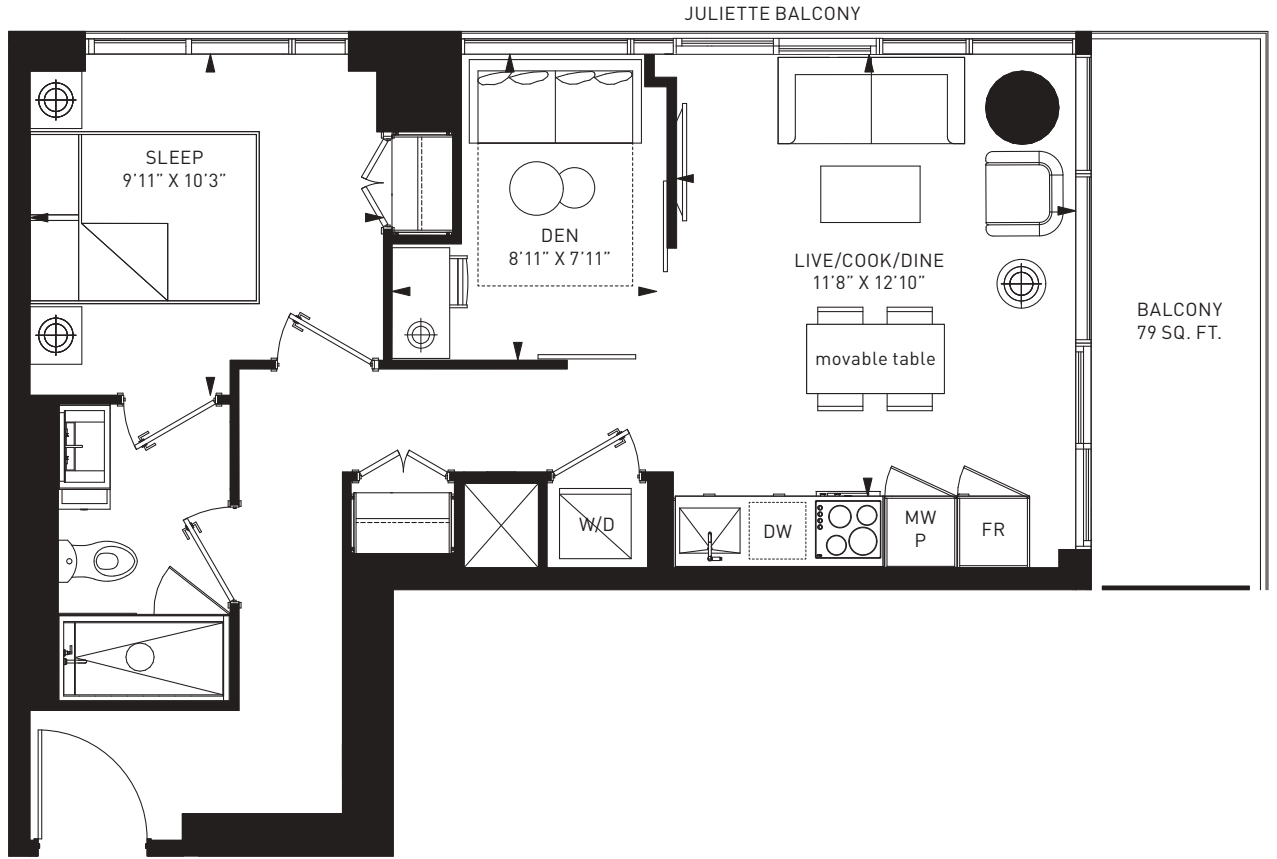 JULIETTE BALCONY
SLEEP
9'11" X 10'3"
DEN
8'11" X 7'11"
LIVE/COOK/DINE
11'8" X 12'10"
BALCONY
79 SQ. FT.
movable table
W/D
DW
MW
P
FR